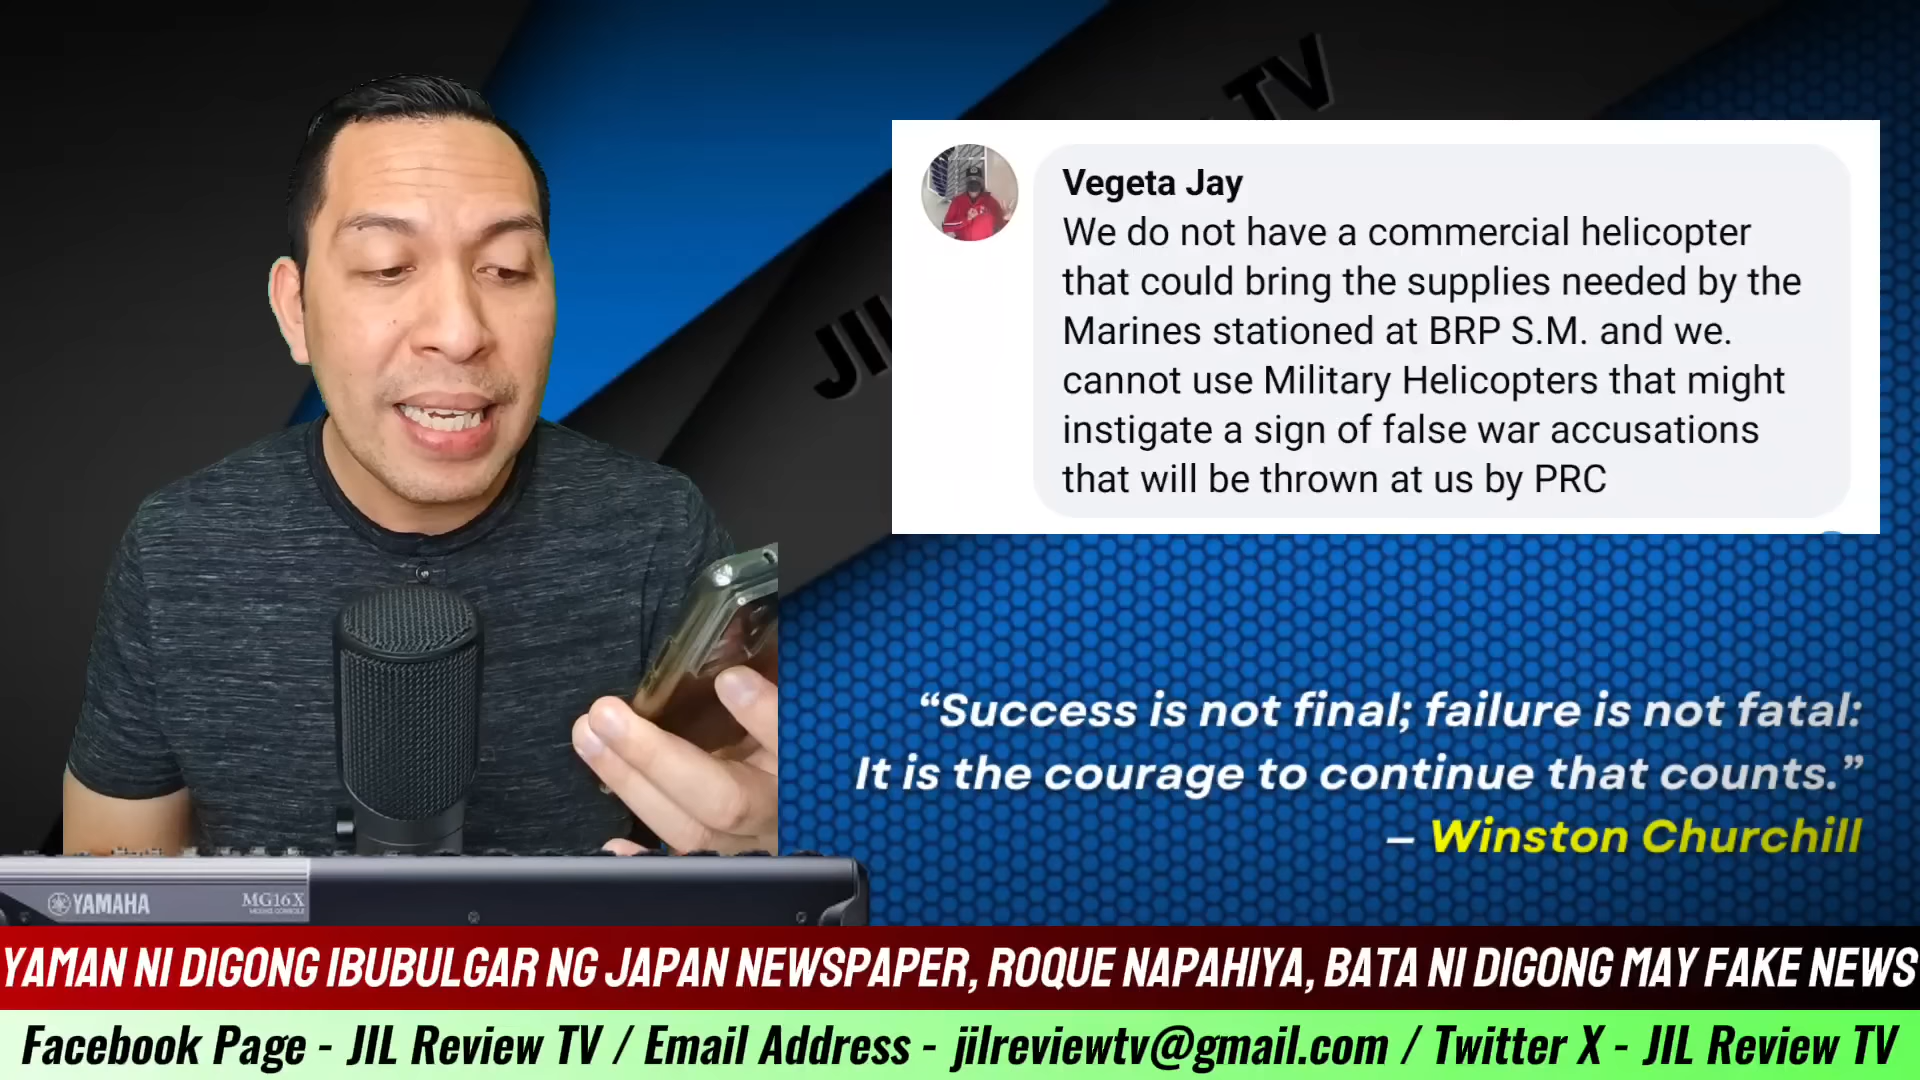 TV
JIL
Vegeta Jay
We do not have a commercial helicopter
that could bring the supplies needed by the
Marines stationed at BRP S.M. and we.
cannot use Military Helicopters that might
instigate a sign of false war accusations
that will be thrown at us by PRC
“Success is not final; failure is not fatal:
It is the courage to continue that counts.”
– Winston Churchill
YAMAHA
MG16X
MIXING CONSOLE
YAMAN NI DIGONG IBUBULGAR NG JAPAN NEWSPAPER, ROQUE NAPAHIYA, BATA NI DIGONG MAY FAKE NEWS
Facebook Page - JIL Review TV / Email Address - jilreviewtv@gmail.com / Twitter X - JIL Review TV